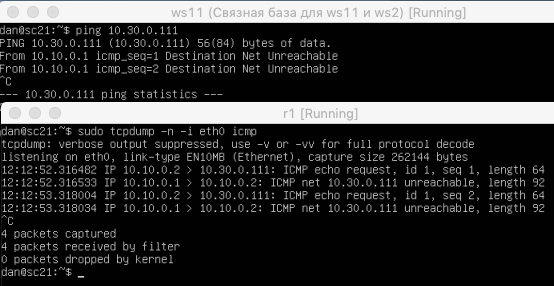 ws11 (Связная база для ws11 и ws2) [Running]
dan@sc21:~$ ping 10.30.0.111
PING 10.30.0.111 (10.30.0.111) 56(84) bytes of data.
From 10.10.0.1 icmp_seq=1 Destination Net Unreachable
From 10.10.0.1 icmp_seq=2 Destination Net Unreachable
^C
--- 10.30.0.111 ping statistics ---
r1 [Running]
dan@sc21:~$ sudo tcpdump -n -i eth0 icmp
tcpdump: verbose output suppressed, use -v or -vv for full protocol decode
listening on eth0, link-type EN10MB (Ethernet), capture size 262144 bytes
12:12:52.316482 IP 10.10.0.2 > 10.30.0.111: ICMP echo request, id 1, seq 1, length 64
12:12:52.316533 IP 10.10.0.1 > 10.10.0.2: ICMP net 10.30.0.111 unreachable, length 92
12:12:53.318004 IP 10.10.0.2 > 10.30.0.111: ICMP echo request, id 1, seq 2, length 64
12:12:53.318034 IP 10.10.0.1 > 10.10.0.2: ICMP net 10.30.0.111 unreachable, length 92
^C
4 packets captured
4 packets received by filter
0 packets dropped by kernel
dan@sc21:~$ _